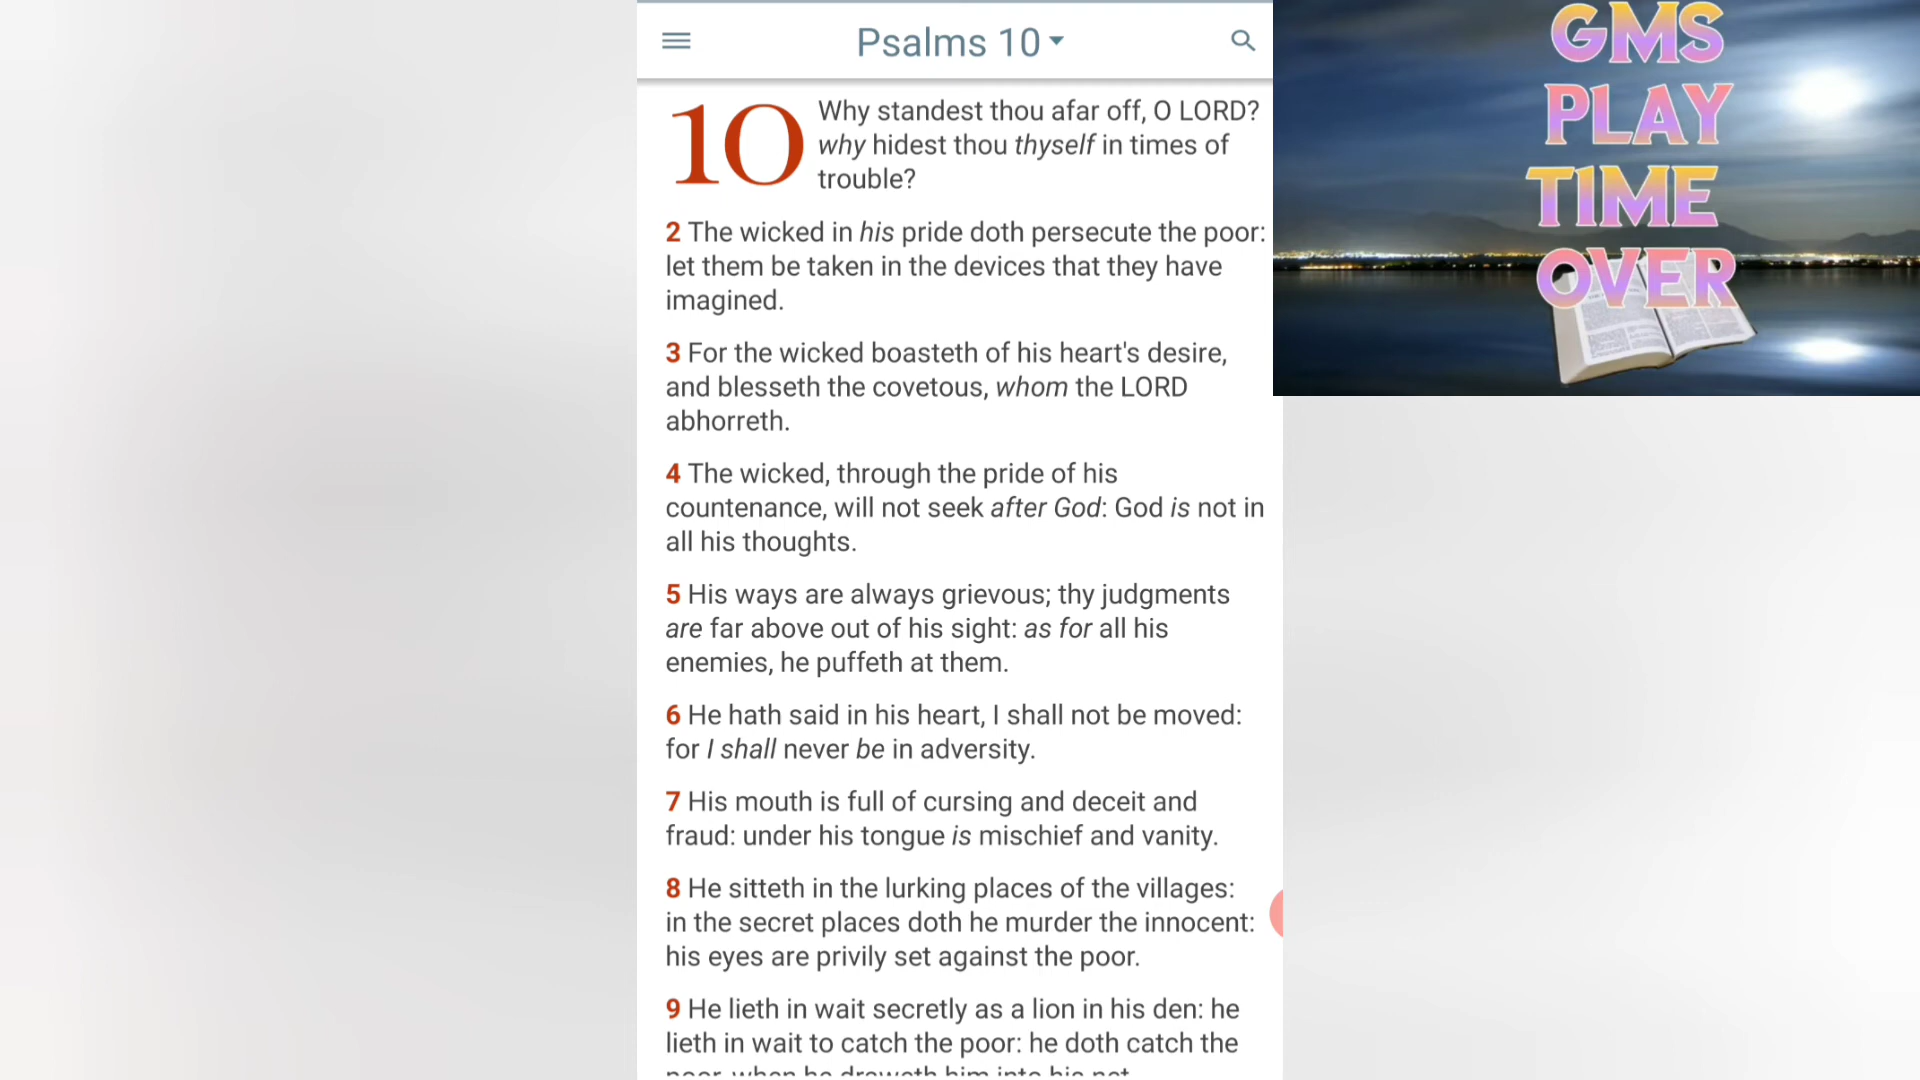 Psalms 10
10 Why standest thou afar off, O LORD?
why hidest thou thyself in times of
trouble?
2 The wicked in his pride doth persecute the poor:
let them be taken in the devices that they have
imagined.
3 For the wicked boasteth of his heart's desire,
and blesseth the covetous, whom the LORD
abhorreth.
4 The wicked, through the pride of his
countenance, will not seek after God: God is not in
all his thoughts.
5 His ways are always grievous; thy judgments
are far above out of his sight: as for all his
enemies, he puffeth at them.
6 He hath said in his heart, I shall not be moved:
for I shall never be in adversity.
7 His mouth is full of cursing and deceit and
fraud: under his tongue is mischief and vanity.
8 He sitteth in the lurking places of the villages:
in the secret places doth he murder the innocent:
his eyes are privily set against the poor.
9 He lieth in wait secretly as a lion in his den: he
lieth in wait to catch the poor: he doth catch the
poor, when he draweth him into his net.
GMS
PLAY
TIME
OVER